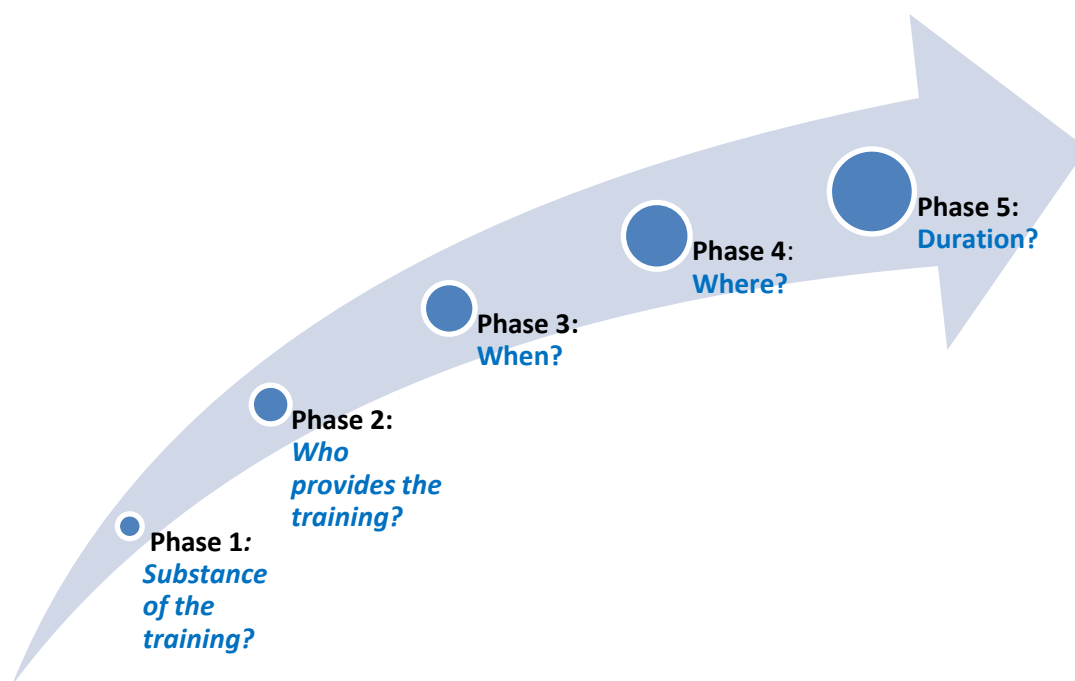 Phase 1:
Substance
of the
training?
Phase 2:
Who
provides the
training?
Phase 3:
When?
Phase 4:
Where?
Phase 5:
Duration?